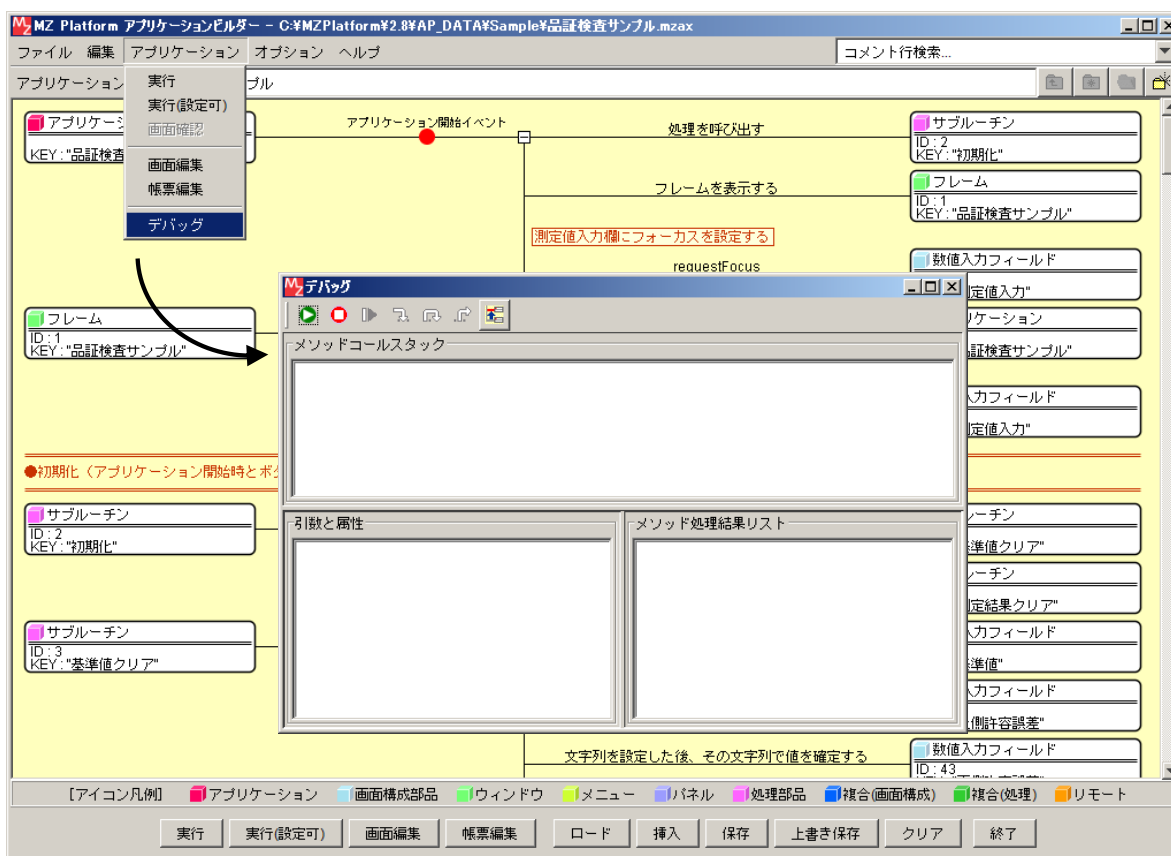 MZ Platform アプリケーションビルダー - C:¥MZPlatform¥2.8¥AP_DATA¥Sample¥品証検査サンプル.mzax
ファイル 編集 アプリケーション オプション ヘルプ コメント行検索...
アプリケーション プル
実行
実行(設定可)
画面確認
画面編集
帳票編集
デバッグ
アプリケーシ
KEY:"品証検査
アプリケーション開始イベント
処理を呼び出す
サブルーチン
ID:2
KEY:"初期化"
フレームを表示する
フレーム
ID:1
KEY:"品証検査サンプル"
測定値入力欄にフォーカスを設定する
requestFocus
数値入力フィールド
定値入力"
フレーム
ID:1
KEY:"品証検査サンプル"
リケーション
証検査サンプル"
入力フィールド
定値入力"
デバッグ
メソッドコールスタック
引数と属性
メソッド処理結果リスト
●初期化（アプリケーション開始時とボタ
サブルーチン
ID:2
KEY:"初期化"
ルーチン
準値クリア"
ルーチン
定結果クリア"
サブルーチン
ID:3
KEY:"基準値クリア"
入力フィールド
準値"
入力フィールド
側許容誤差"
文字列を設定した後、その文字列で値を確定する
数値入力フィールド
ID:43
[アイコン凡例] アプリケーション 画面構成部品 ウィンドウ メニュー パネル 処理部品 複合(画面構成) 複合(処理) リモート
実行 実行(設定可) 画面編集 帳票編集 ロード 挿入 保存 上書き保存 クリア 終了